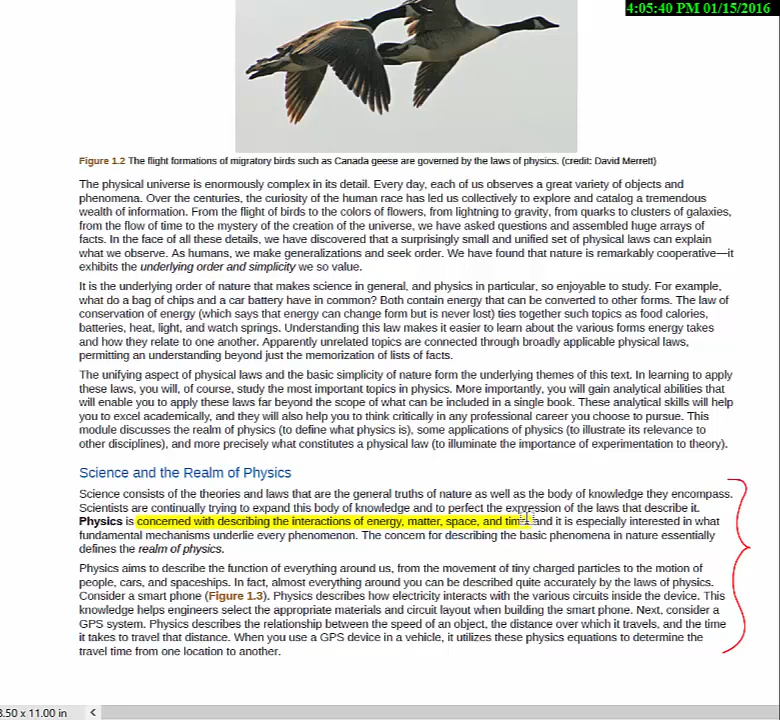 4:05:40 PM 01/15/2016
Figure 1.2 The flight formations of migratory birds such as Canada geese are governed by the laws of physics. (credit: David Merrett)
The physical universe is enormously complex in its detail. Every day, each of us observes a great variety of objects and
phenomena. Over the centuries, the curiosity of the human race has led us collectively to explore and catalog a tremendous
wealth of information. From the flight of birds to the colors of flowers, from lightning to gravity, from quarks to clusters of galaxies,
from the flow of time to the mystery of the creation of the universe, we have asked questions and assembled huge arrays of
facts. In the face of all these details, we have discovered that a surprisingly small and unified set of physical laws can explain
what we observe. As humans, we make generalizations and seek order. We have found that nature is remarkably cooperative—it
exhibits the underlying order and simplicity we so value.
It is the underlying order of nature that makes science in general, and physics in particular, so enjoyable to study. For example,
what do a bag of chips and a car battery have in common? Both contain energy that can be converted to other forms. The law of
conservation of energy (which says that energy can change form but is never lost) ties together such topics as food calories,
batteries, heat, light, and watch springs. Understanding this law makes it easier to learn about the various forms energy takes
and how they relate to one another. Apparently unrelated topics are connected through broadly applicable physical laws,
permitting an understanding beyond just the memorization of lists of facts.
The unifying aspect of physical laws and the basic simplicity of nature form the underlying themes of this text. In learning to apply
these laws, you will, of course, study the most important topics in physics. More importantly, you will gain analytical abilities that
will enable you to apply these laws far beyond the scope of what can be included in a single book. These analytical skills will help
you to excel academically, and they will also help you to think critically in any professional career you choose to pursue. This
module discusses the realm of physics (to define what physics is), some applications of physics (to illustrate its relevance to
other disciplines), and more precisely what constitutes a physical law (to illuminate the importance of experimentation to theory).
Science and the Realm of Physics
Science consists of the theories and laws that are the general truths of nature as well as the body of knowledge they encompass.
Scientists are continually trying to expand this body of knowledge and to perfect the expression of the laws that describe it.
Physics is concerned with describing the interactions of energy, matter, space, and time, and it is especially interested in what
fundamental mechanisms underlie every phenomenon. The concern for describing the basic phenomena in nature essentially
defines the realm of physics.
Physics aims to describe the function of everything around us, from the movement of tiny charged particles to the motion of
people, cars, and spaceships. In fact, almost everything around you can be described quite accurately by the laws of physics.
Consider a smart phone (Figure 1.3). Physics describes how electricity interacts with the various circuits inside the device. This
knowledge helps engineers select the appropriate materials and circuit layout when building the smart phone. Next, consider a
GPS system. Physics describes the relationship between the speed of an object, the distance over which it travels, and the time
it takes to travel that distance. When you use a GPS device in a vehicle, it utilizes these physics equations to determine the
travel time from one location to another.
8.50 x 11.00 in